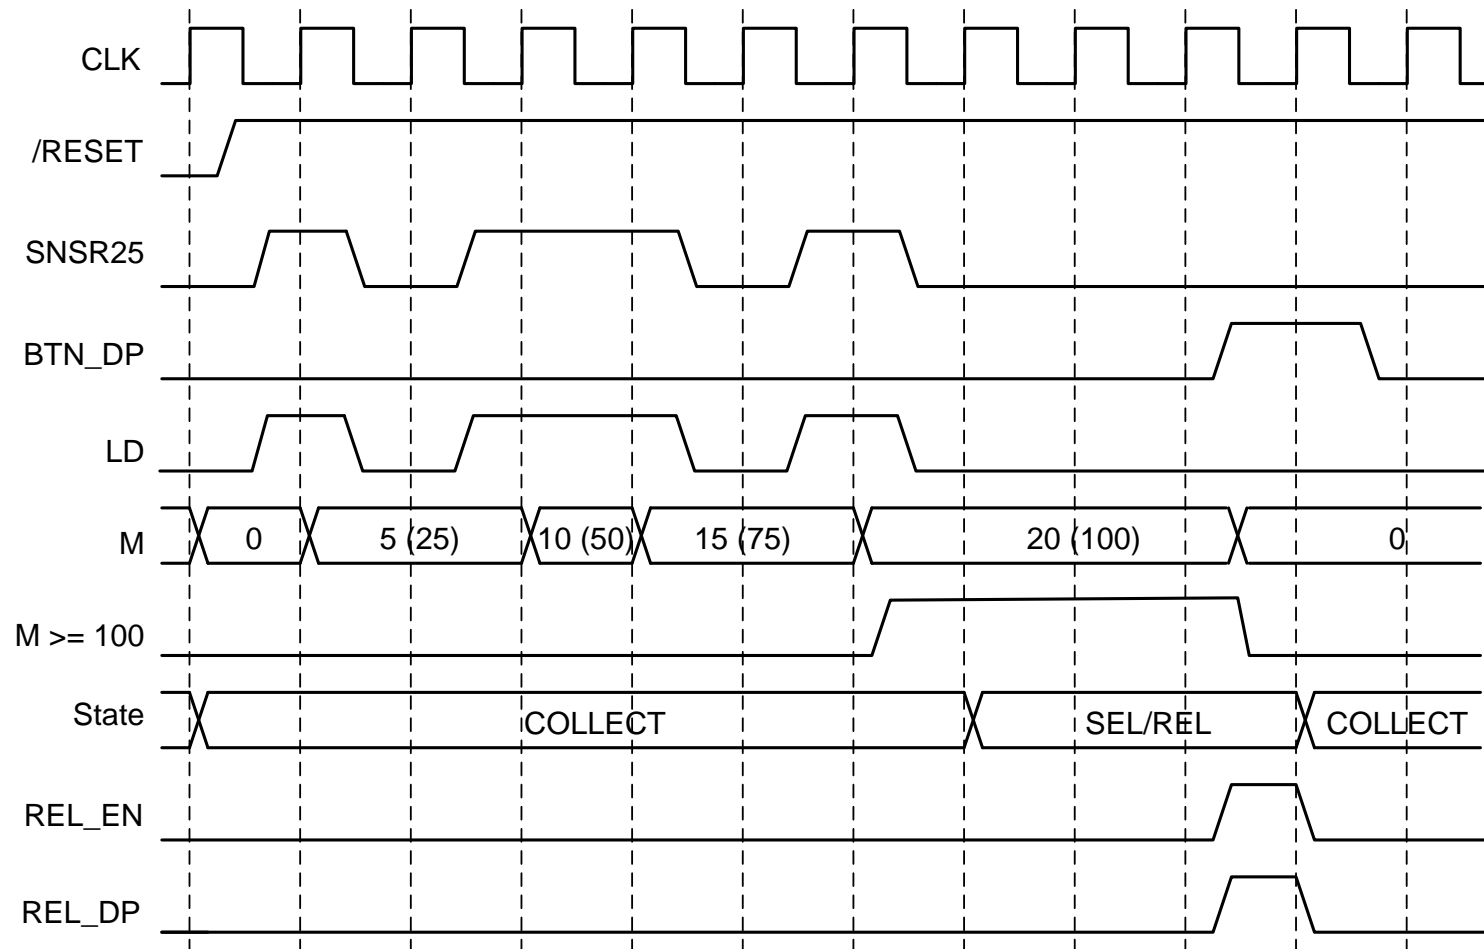 CLK
/RESET
SNSR25
BTN_DP
LD
M 0 5 (25) 10 (50) 15 (75) 20 (100) 0
M >= 100
State COLLECT SEL/REL COLLECT
REL_EN
REL_DP